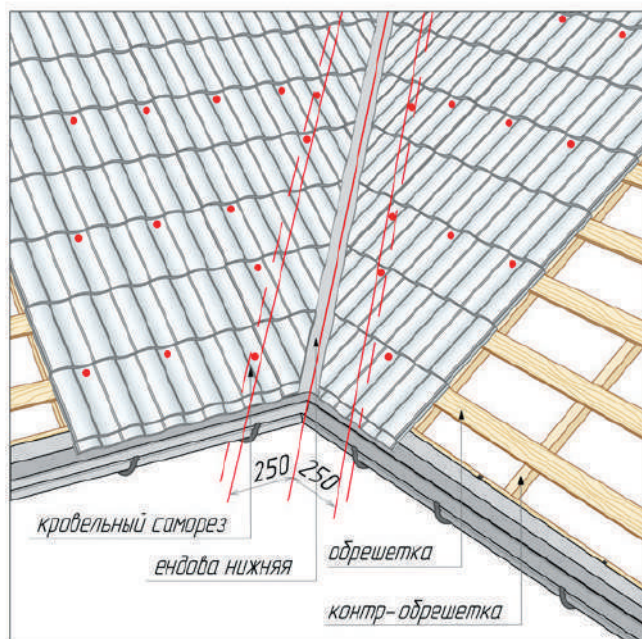 250 250
кровельный саморез
ендова нижняя
обрешетка
контр-обрешетка